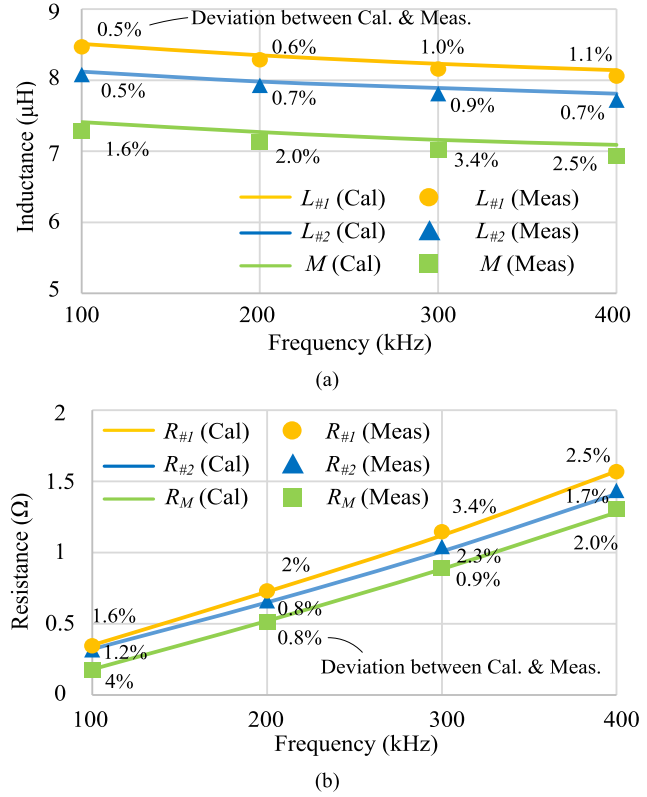 9
0.5%
Deviation between Cal. & Meas.
0.6%
1.0%
1.1%
8
0.5%
0.7%
0.9%
0.7%
7
1.6%
2.0%
3.4%
2.5%
L#1 (Cal)
L#1 (Meas)
L#2 (Cal)
L#2 (Meas)
M (Cal)
M (Meas)
6
5
Inductance (μH)
100
200
300
400
Frequency (kHz)
(a)
2
R#1 (Cal)
R#1 (Meas)
R#2 (Cal)
R#2 (Meas)
RM (Cal)
RM (Meas)
2.5%
1.5
1.7%
3.4%
2.0%
1
2%
2.3%
0.9%
0.5
1.6%
0.8%
0.8%
1.2%
4%
Deviation between Cal. & Meas.
0
Resistance (Ω)
100
200
300
400
Frequency (kHz)
(b)